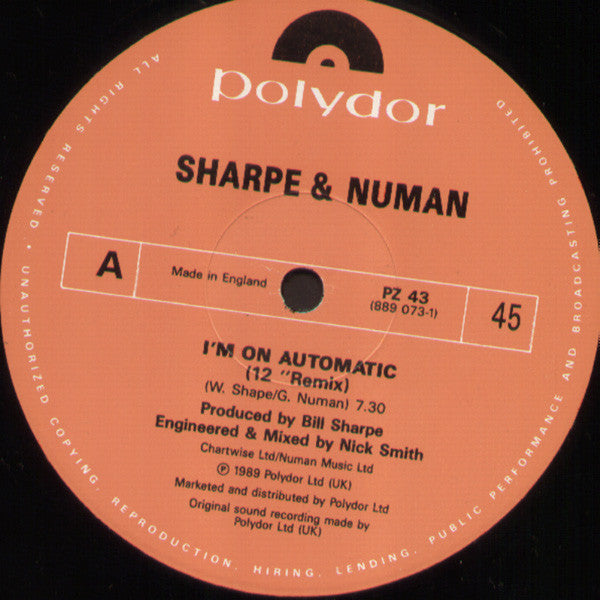 polydor
SHARPE & NUMAN
A
Made in England
PZ 43
(889 073-1)
45
I'M ON AUTOMATIC
(12 ''Remix)
(W. Shape/G. Numan) 7.30
Produced by Bill Sharpe
Engineered & Mixed by Nick Smith
Chartwise Ltd/Numan Music Ltd
℗ 1989 Polydor Ltd (UK)
Marketed and distributed by Polydor Ltd
Original sound recording made by
Polydor Ltd (UK)
ALL RIGHTS RESERVED. UNAUTHORIZED COPYING, REPRODUCTION, HIRING, LENDING, PUBLIC PERFORMANCE AND BROADCASTING PROHIBITED